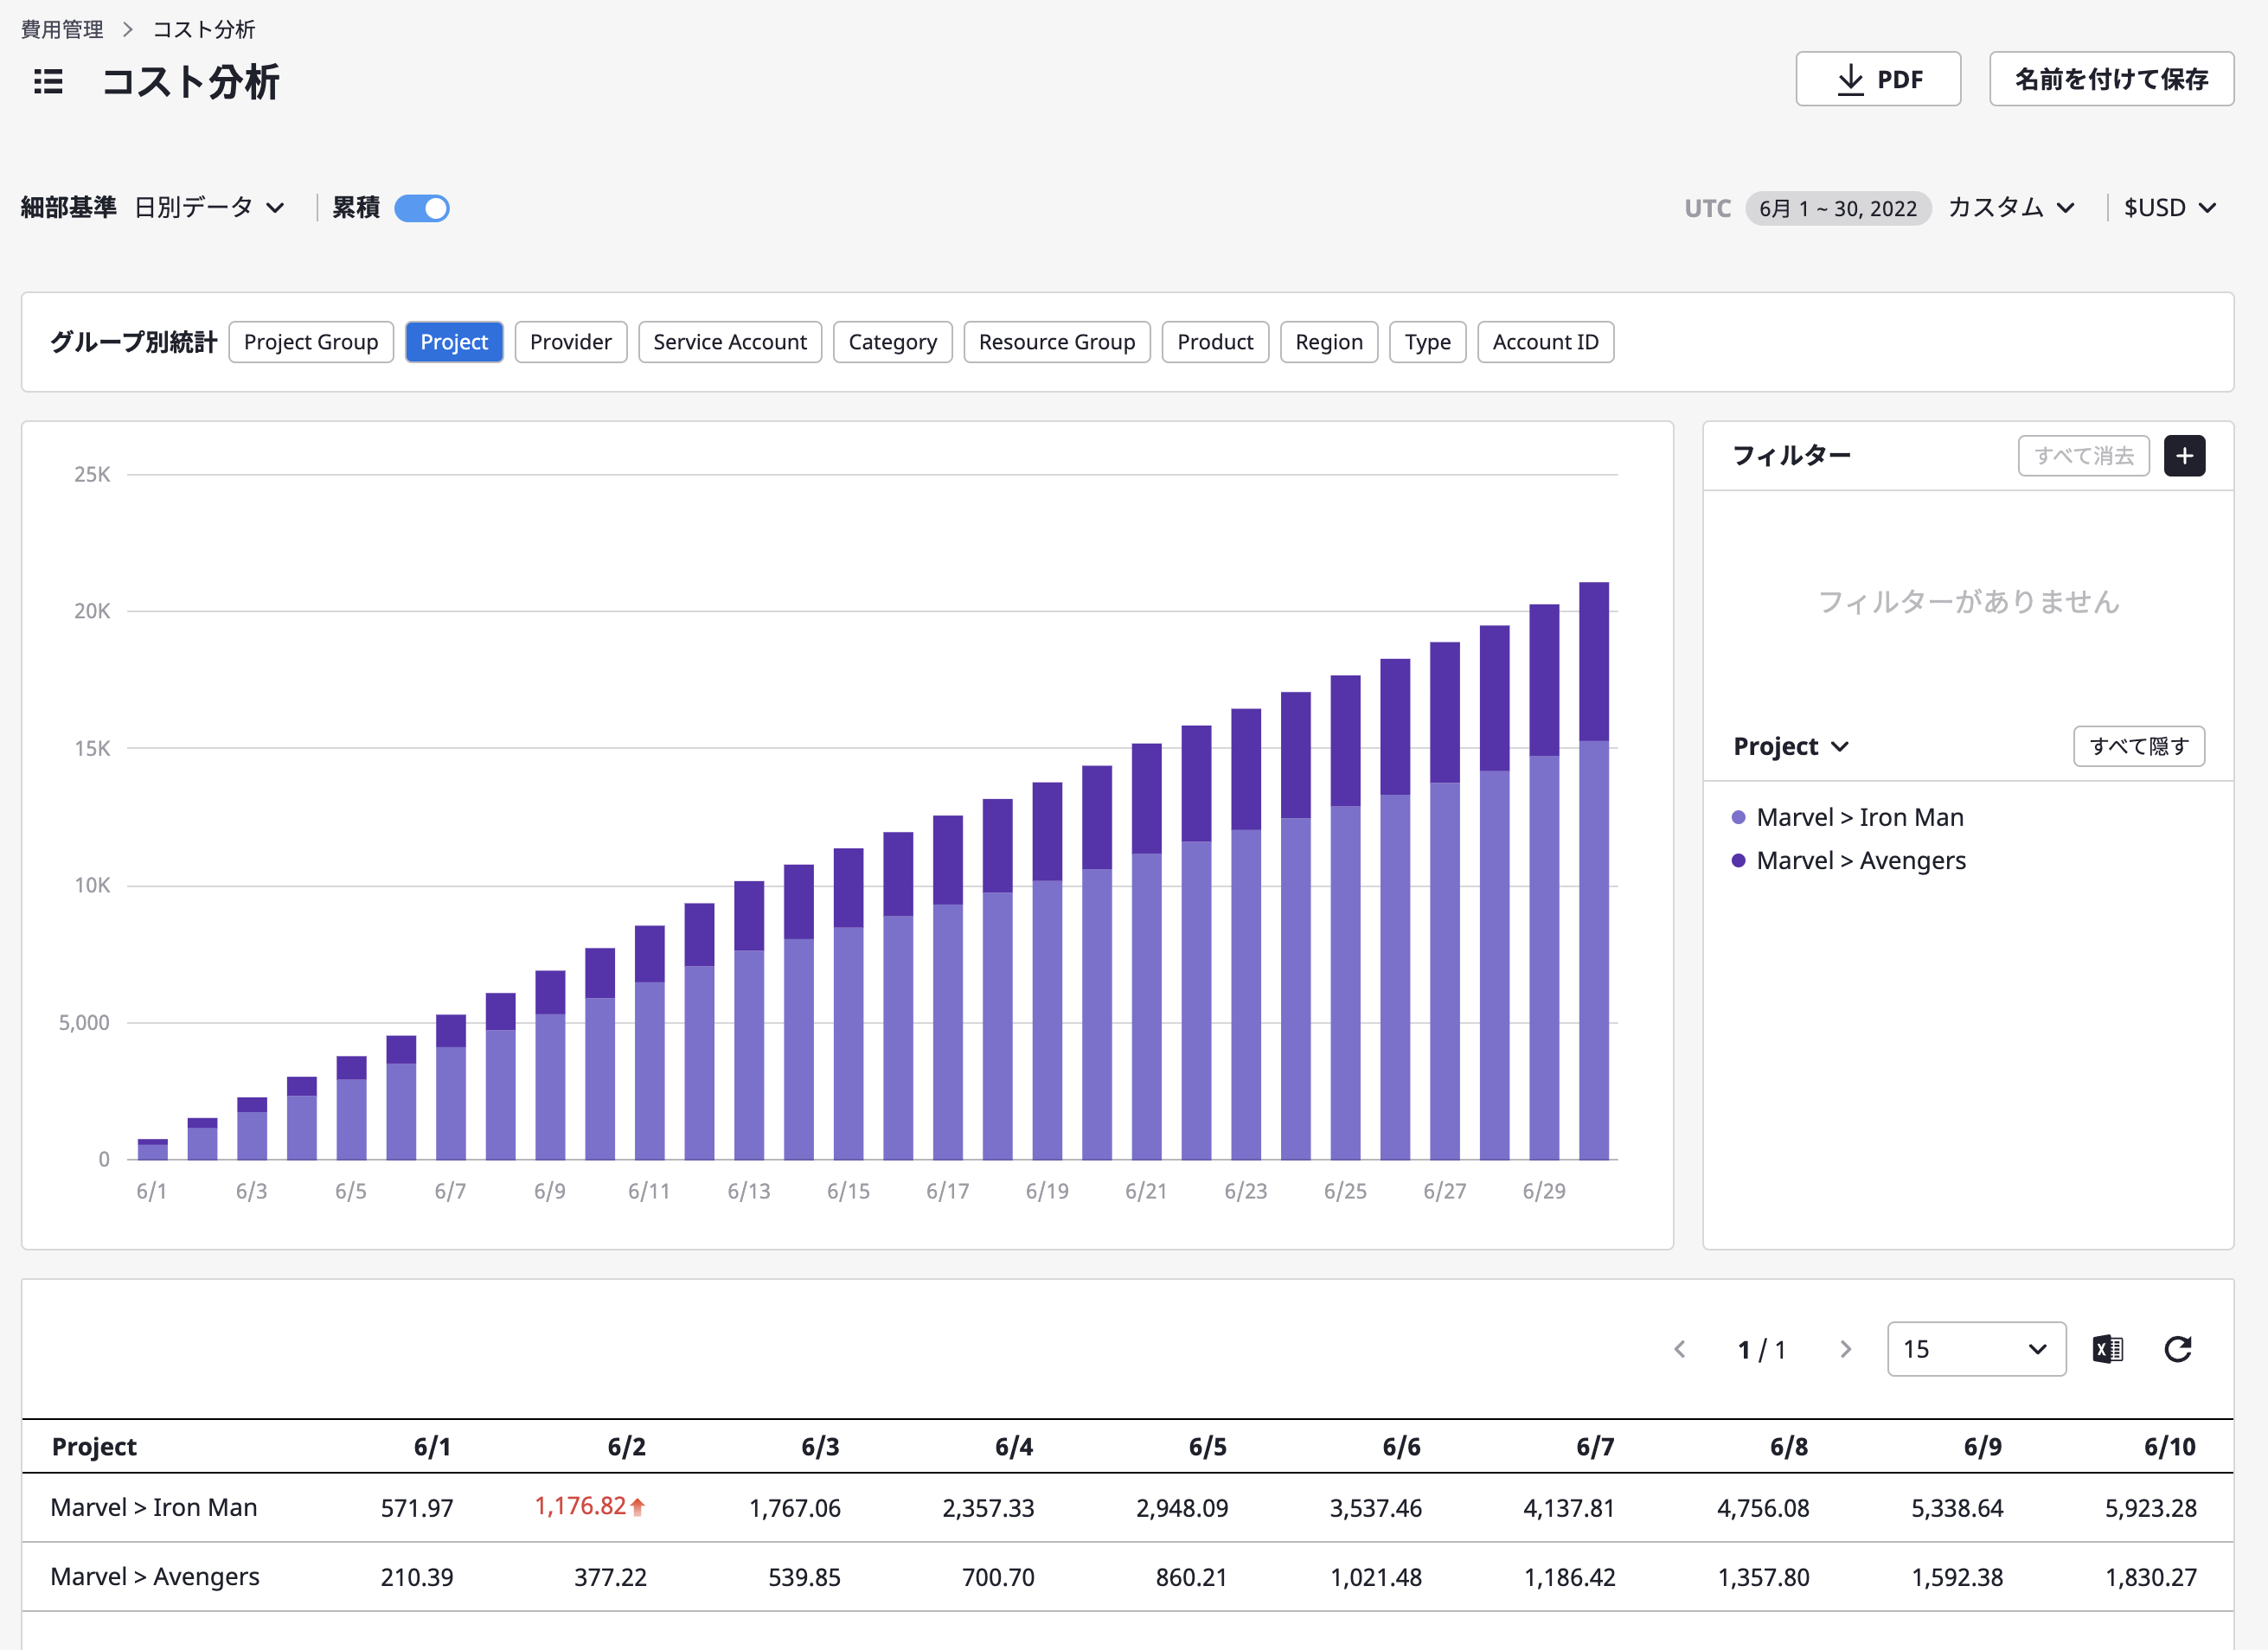 費用管理 > コスト分析
コスト分析
PDF
名前を付けて保存
細部基準 日別データ 累積
UTC 6月 1 ~ 30, 2022 カスタム $USD
グループ別統計 Project Group Project Provider Service Account Category Resource Group Product Region Type Account ID
25K
20K
15K
10K
5,000
0
6/1 6/3 6/5 6/7 6/9 6/11 6/13 6/15 6/17 6/19 6/21 6/23 6/25 6/27 6/29
フィルター すべて消去 +
フィルターがありません
Project すべて隠す
Marvel > Iron Man
Marvel > Avengers
1 / 1 15
Project 6/1 6/2 6/3 6/4 6/5 6/6 6/7 6/8 6/9 6/10
Marvel > Iron Man 571.97 1,176.82 1,767.06 2,357.33 2,948.09 3,537.46 4,137.81 4,756.08 5,338.64 5,923.28
Marvel > Avengers 210.39 377.22 539.85 700.70 860.21 1,021.48 1,186.42 1,357.80 1,592.38 1,830.27